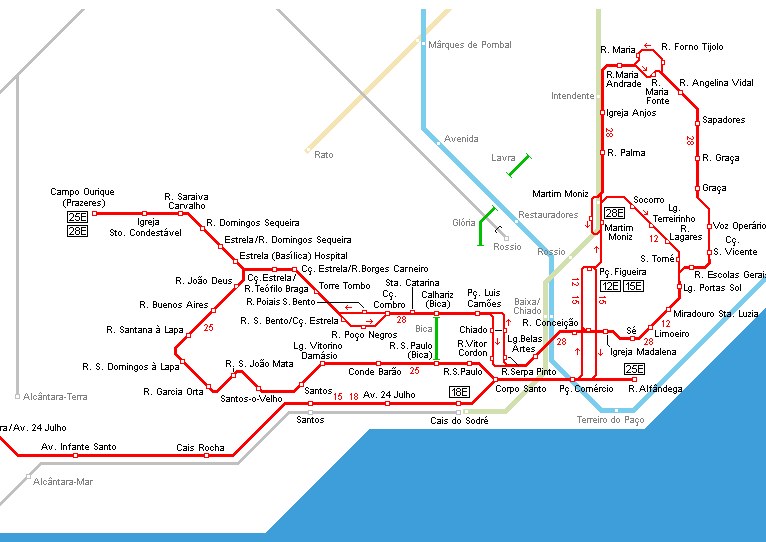 R. Maria
R. Forno Tijolo
Mârques de Pombal
R.Maria
Andrade
R.
Maria
Fonte
R. Angelina Vidal
Intendente
Igreja Anjos
Sapadores
28
28
Avenida
Rato
Lavra
R. Palma
R. Graça
Campo Ourique
(Prazeres)
R. Saraiva
Carvalho
Martim Moniz
Socorro
Graça
25E
28E
Igreja
Sto. Condestável
R. Domingos Sequeira
Glória
Restauradores
28E
Lg.
Terreirinho
R.
Lagares
Voz Operário
Martim
Moniz
12
Cç.
S. Vicente
Estrela/R. Domingos Sequeira
Rossio
Rossio
Estrela (Basílica) Hospital
S. Tomé
Cç. Estrela/R.Borges Carneiro
Pç. Figueira
R. Escolas Gerais
R. João Deus
Cç.Estrela/
R.Teófilo Braga
Torre Tombo
Sta. Catarina
12E
15E
12
15
15
Lg. Portas Sol
R.Poiais S.Bento
Cç.
Combro
Calhariz
(Bica)
Pç. Luis
Camões
Baixa/
Chiado
R. Buenos Aires
Miradouro Sta. Luzia
R. S. Bento/Cç. Estrela
28
R. Conceição
12
R. Santana à Lapa
25
R. Poço Negros
Bica
Chiado
Lg.Belas
Artes
28
Sé
28
Limoeiro
Lg. Vitorino
Damásio
R. S.Paulo
(Bica)
R.Vitor
Cordon
Igreja Madalena
R. S. Domingos à Lapa
R. S. João Mata
Conde Barão
25
R.S.Paulo
R.Serpa Pinto
25E
R. Garcia Orta
Santos-o-Velho
Santos
15
18
Av. 24 Julho
18E
Corpo Santo
Pç. Comércio
R. Alfândega
Alcântara-Terra
Santos
Cais do Sodré
Terreiro do Paço
ra/Av. 24 Julho
Av. Infante Santo
Cais Rocha
Alcântara-Mar